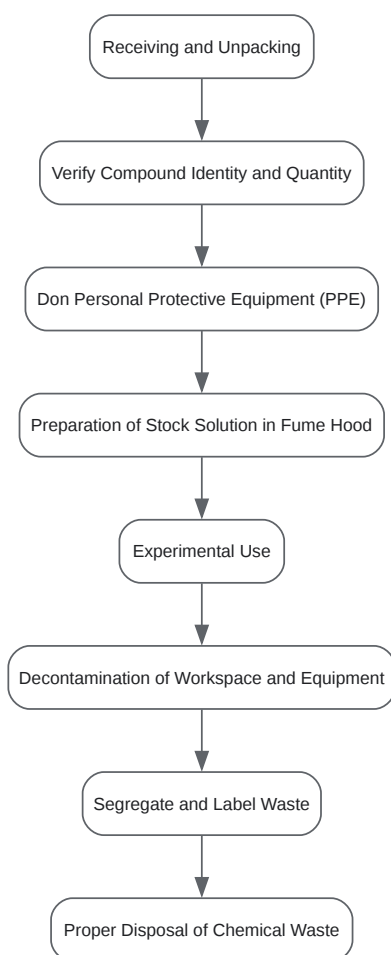 Receiving and Unpacking
Verify Compound Identity and Quantity
Don Personal Protective Equipment (PPE)
Preparation of Stock Solution in Fume Hood
Experimental Use
Decontamination of Workspace and Equipment
Segregate and Label Waste
Proper Disposal of Chemical Waste